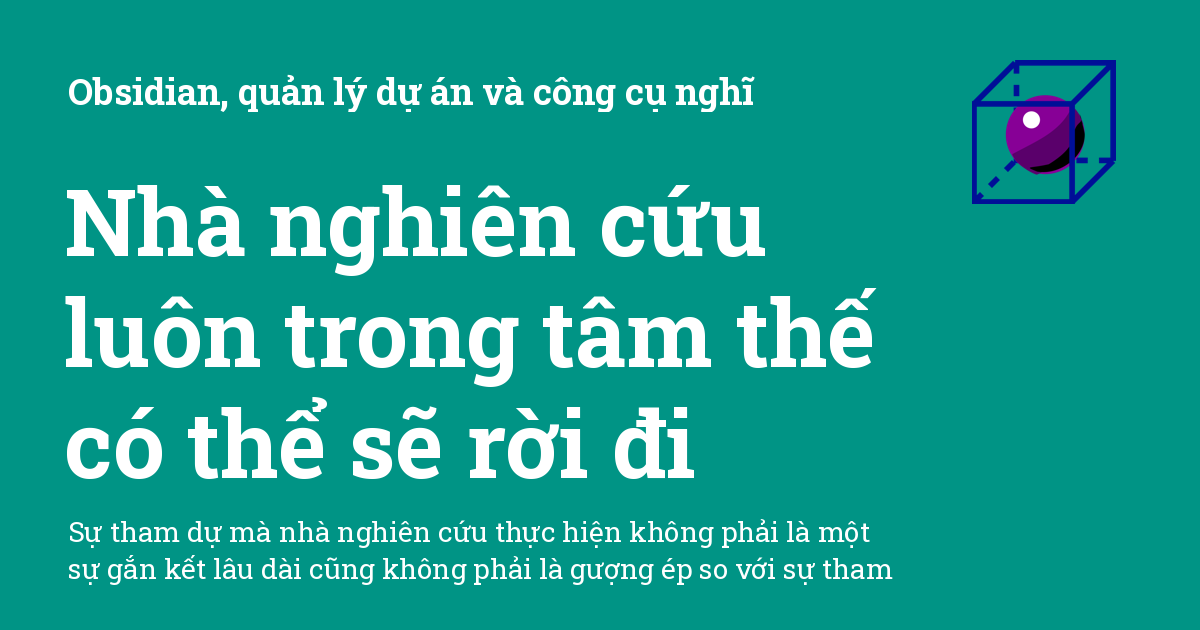 Obsidian, quản lý dự án và công cụ nghĩ
Nhà nghiên cứu
luôn trong tâm thế
có thể sẽ rời đi
Sự tham dự mà nhà nghiên cứu thực hiện không phải là một
sự gắn kết lâu dài cũng không phải là gượng ép so với sự tham